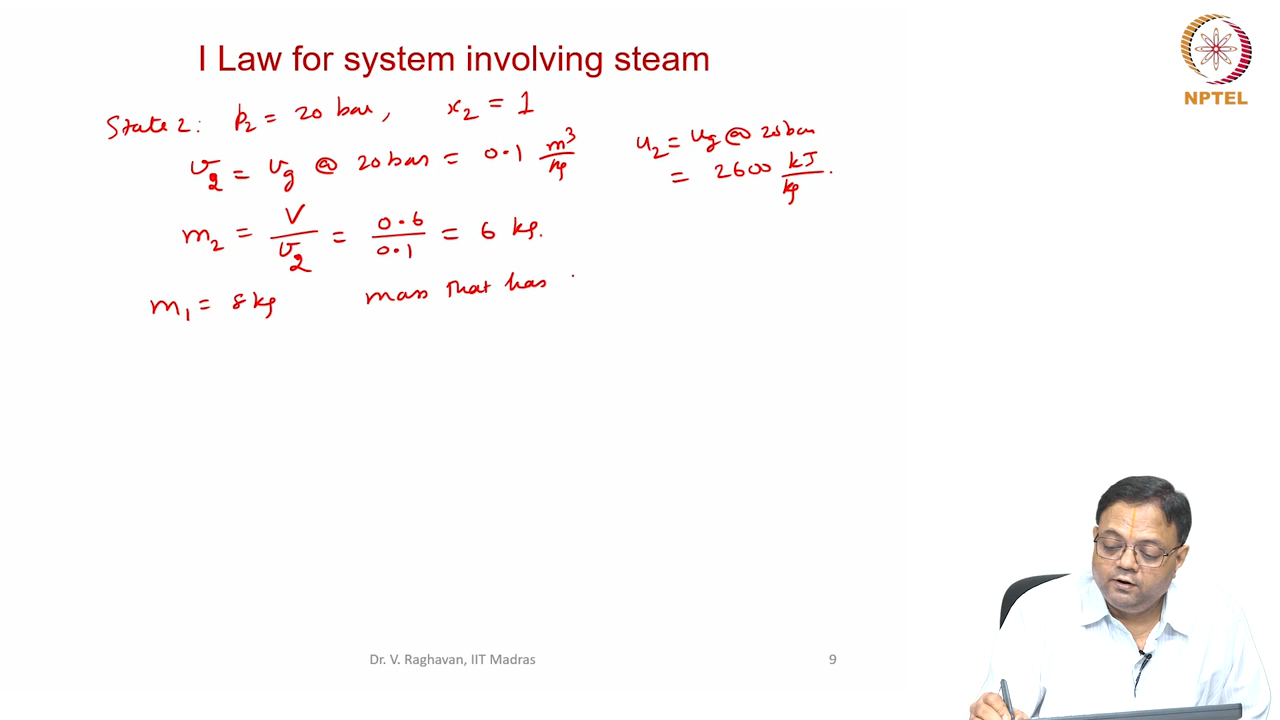 I Law for system involving steam
NPTEL
State 2: p₂ = 20 bar, x₂ = 1
v₂ = v_g @ 20 bar = 0.1 m³/kg
u₂ = u_g @ 20 bar
= 2600 kJ/kg.
m₂ = V/v₂ = 0.6/0.1 = 6 kg.
m₁ = 8 kg mass that has
Dr. V. Raghavan, IIT Madras 9